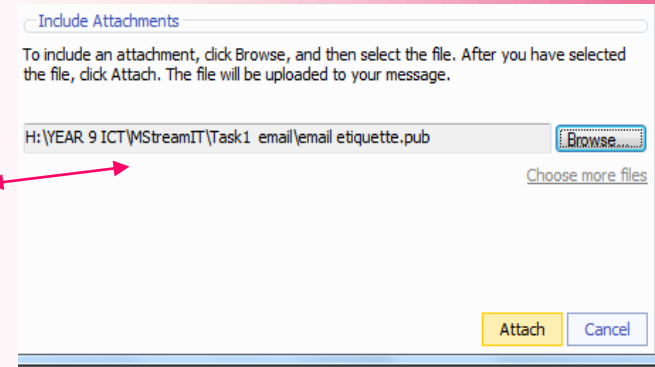 Include Attachments
To include an attachment, click Browse, and then select the file. After you have selected
the file, click Attach. The file will be uploaded to your message.
H:\YEAR 9 ICT\MStreamIT\Task1 email\email etiquette.pub
Browse...
Choose more files
Attach
Cancel